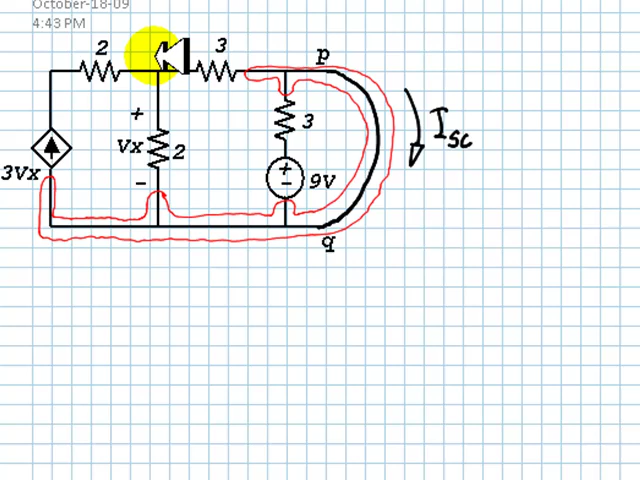 October-18-09
4:43 PM
2
3
p
+
Vx
2
-
3
+
-
9V
3Vx
q
Isc